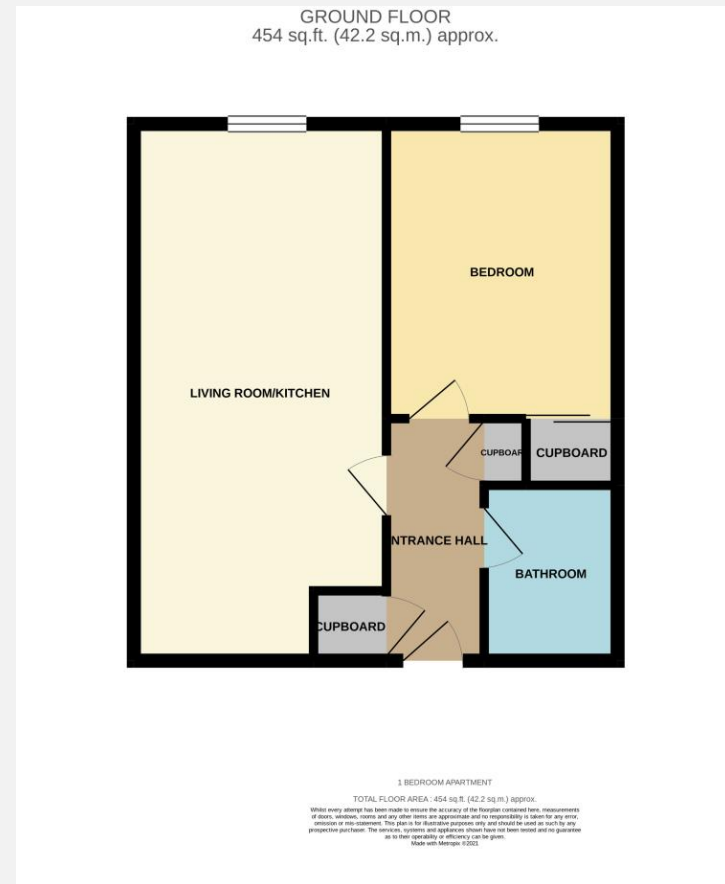 GROUND FLOOR
454 sq.ft. (42.2 sq.m.) approx.
BEDROOM
LIVING ROOM/KITCHEN
CUPBOAR
CUPBOARD
NTRANCE HALL
BATHROOM
CUPBOARD
1 BEDROOM APARTMENT
TOTAL FLOOR AREA : 454 sq.ft. (42.2 sq.m.) approx.
Whilst every attempt has been made to ensure the accuracy of the floorplan contained here, measurements
of doors, windows, rooms and any other items are approximate and no responsibility is taken for any error,
omission or mis-statement. This plan is for illustrative purposes only and should be used as such by any
prospective purchaser. The services, systems and appliances shown have not been tested and no guarantee
as to their operability or efficiency can be given.
Made with Metropix ©2021